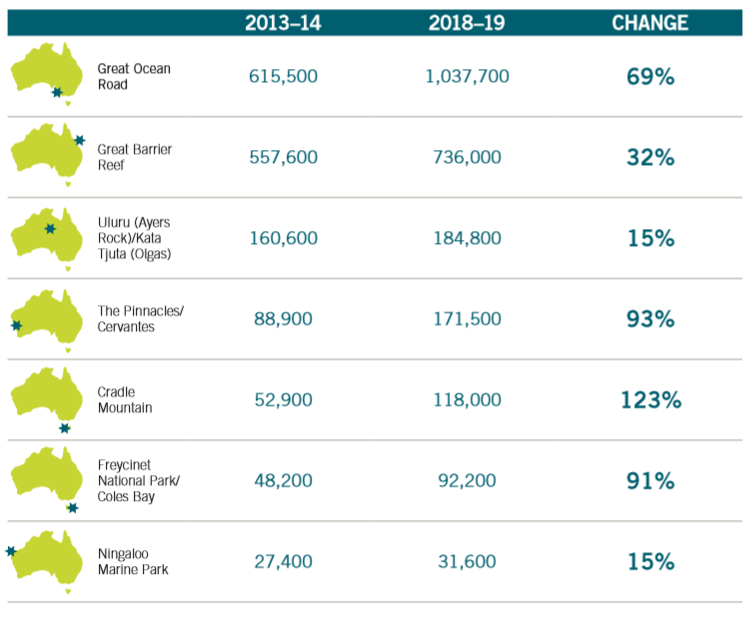 2013–14 2018–19 CHANGE
Great Ocean
Road
615,500 1,037,700 69%
Great Barrier
Reef
557,600 736,000 32%
Uluru (Ayers
Rock)/Kata
Tjuta (Olgas)
160,600 184,800 15%
The Pinnacles/
Cervantes
88,900 171,500 93%
Cradle
Mountain
52,900 118,000 123%
Freycinet
National Park/
Coles Bay
48,200 92,200 91%
Ningaloo
Marine Park
27,400 31,600 15%